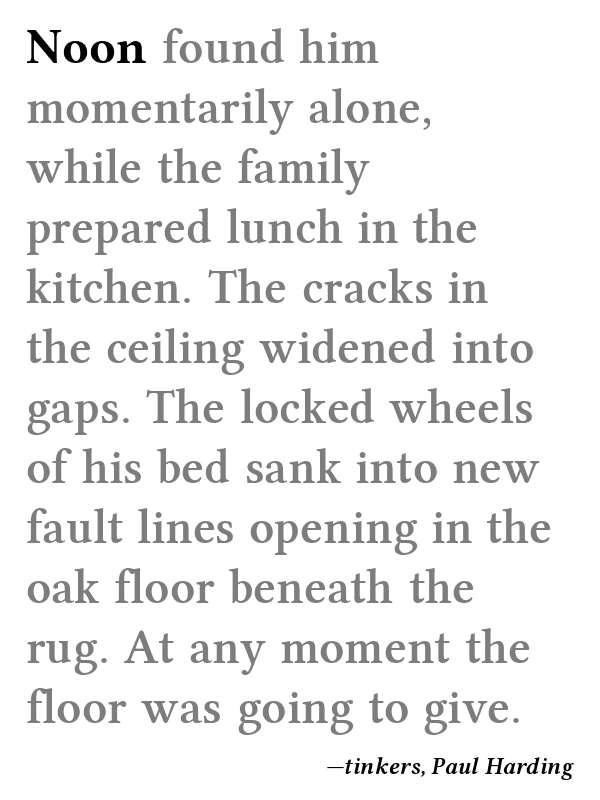 Noon found him
momentarily alone,
while the family
prepared lunch in the
kitchen. The cracks in
the ceiling widened into
gaps. The locked wheels
of his bed sank into new
fault lines opening in the
oak floor beneath the
rug. At any moment the
floor was going to give.
—tinkers, Paul Harding